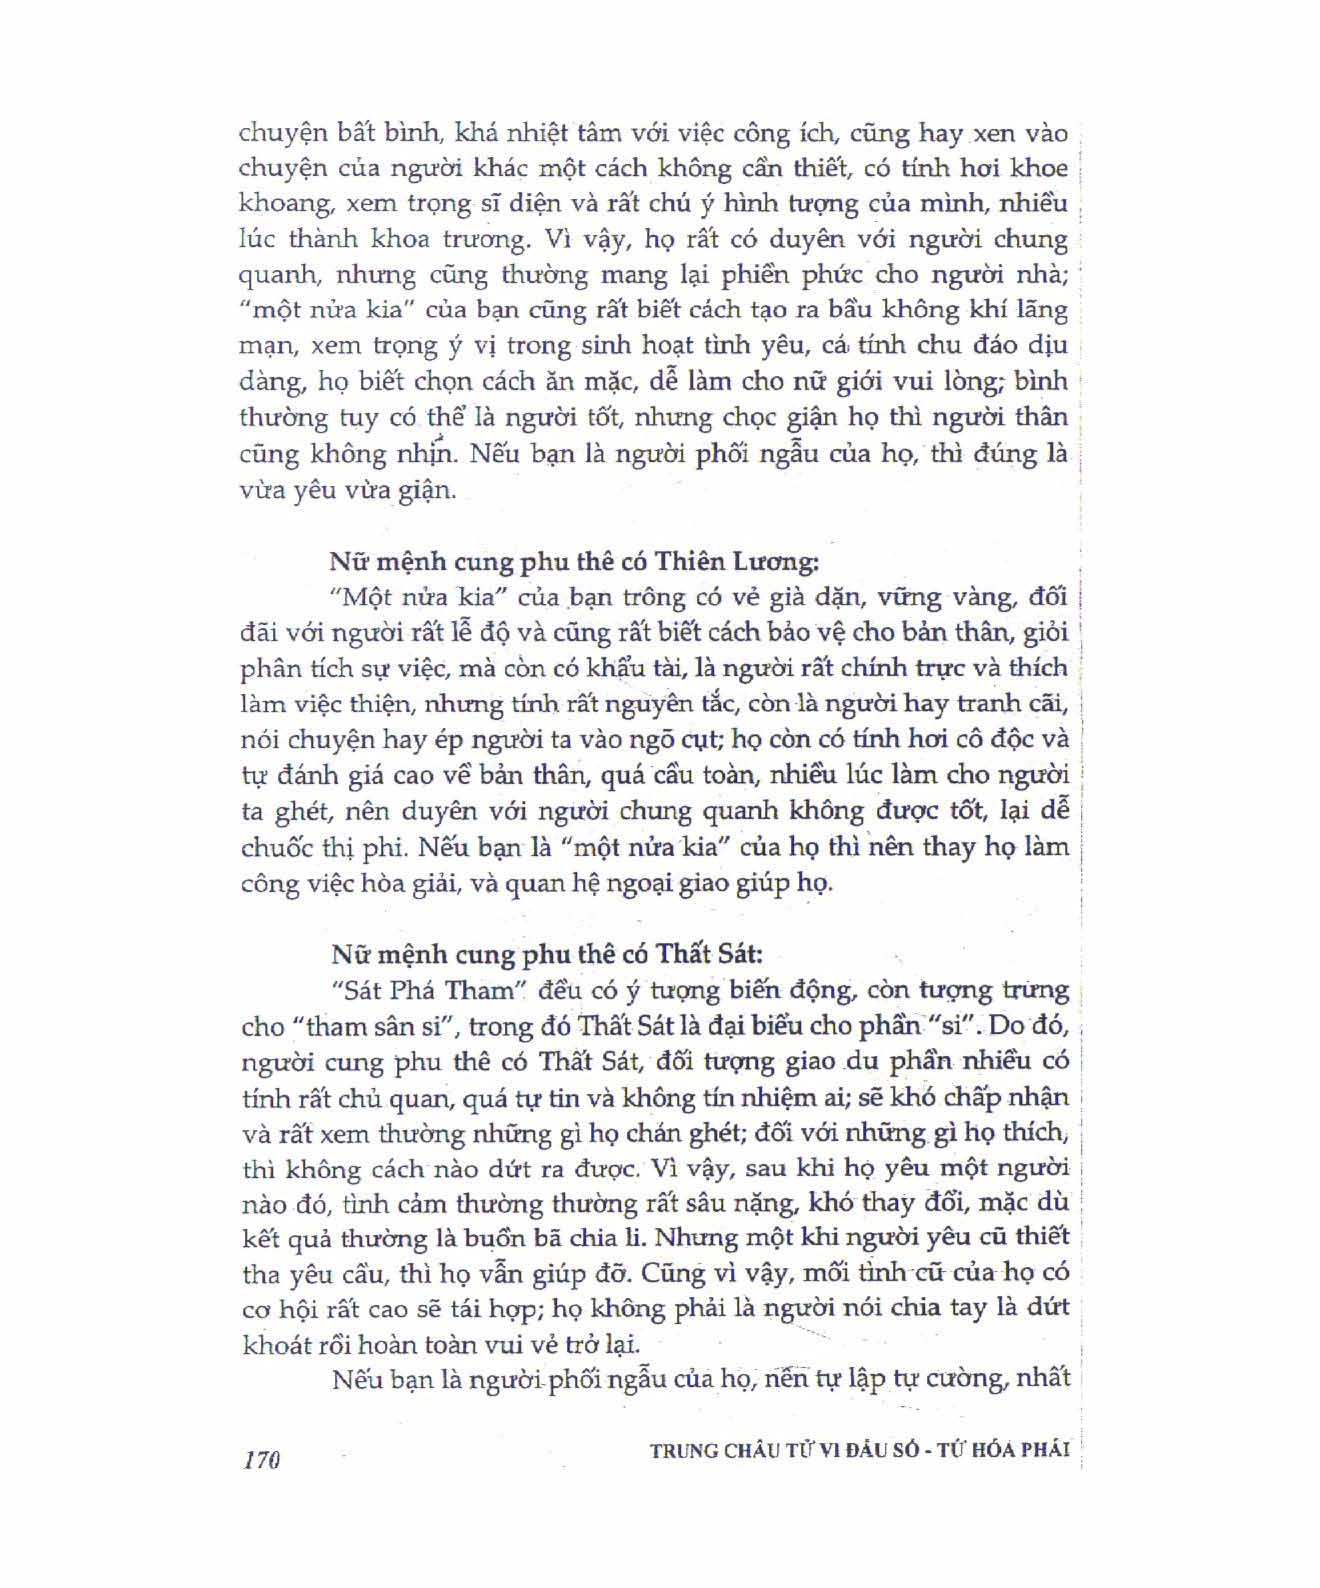 chuyện bất bình, khá nhiệt tâm với việc công ích, cũng hay xen vào
chuyện của người khác một cách không cần thiết, có tính hơi khoe
khoang, xem trọng sĩ diện và rất chú ý hình tượng của mình, nhiều
lúc thành khoa trương. Vì vậy, họ rất có duyên với người chung
quanh, nhưng cũng thường mang lại phiền phức cho người nhà;
"một nửa kia" của bạn cũng rất biết cách tạo ra bầu không khí lãng
mạn, xem trọng ý vị trong sinh hoạt tình yêu, cá tính chu đáo dịu
dàng, họ biết chọn cách ăn mặc, dễ làm cho nữ giới vui lòng; bình
thường tuy có thể là người tốt, nhưng chọc giận họ thì người thân
cũng không nhịn. Nếu bạn là người phối ngẫu của họ, thì đúng là
vừa yêu vừa giận.
Nữ mệnh cung phu thê có Thiên Lương:
"Một nửa kia" của bạn trông có vẻ già dặn, vững vàng, đối
đãi với người rất lễ độ và cũng rất biết cách bảo vệ cho bản thân, giỏi
phân tích sự việc, mà còn có khẩu tài, là người rất chính trực và thích
làm việc thiện, nhưng tính rất nguyên tắc, còn là người hay tranh cãi,
nói chuyện hay ép người ta vào ngõ cụt; họ còn có tính hơi cô độc và
tự đánh giá cao về bản thân, quá cầu toàn, nhiều lúc làm cho người
ta ghét, nên duyên với người chung quanh không được tốt, lại dễ
chuốc thị phi. Nếu bạn là "một nửa kia" của họ thì nên thay họ làm
công việc hòa giải, và quan hệ ngoại giao giúp họ.
Nữ mệnh cung phu thê có Thất Sát:
"Sát Phá Tham" đều có ý tượng biến động, còn tượng trưng
cho "tham sân si", trong đó Thất Sát là đại biểu cho phần "si". Do đó,
người cung phu thê có Thất Sát, đối tượng giao du phần nhiều có
tính rất chủ quan, quá tự tin và không tín nhiệm ai; sẽ khó chấp nhận
và rất xem thường những gì họ chán ghét; đối với những gì họ thích,
thì không cách nào dứt ra được. Vì vậy, sau khi họ yêu một người
nào đó, tình cảm thường thường rất sâu nặng, khó thay đổi, mặc dù
kết quả thường là buồn bã chia li. Nhưng một khi người yêu cũ thiết
tha yêu cầu, thì họ vẫn giúp đỡ. Cũng vì vậy, mối tình cũ của họ có
cơ hội rất cao sẽ tái hợp; họ không phải là người nói chia tay là dứt
khoát rồi hoàn toàn vui vẻ trở lại.
Nếu bạn là người phối ngẫu của họ, nên tự lập tự cường, nhất
170
TRUNG CHÂU TỬ VI ĐẨU SỐ - TỨ HÓA PHÁI